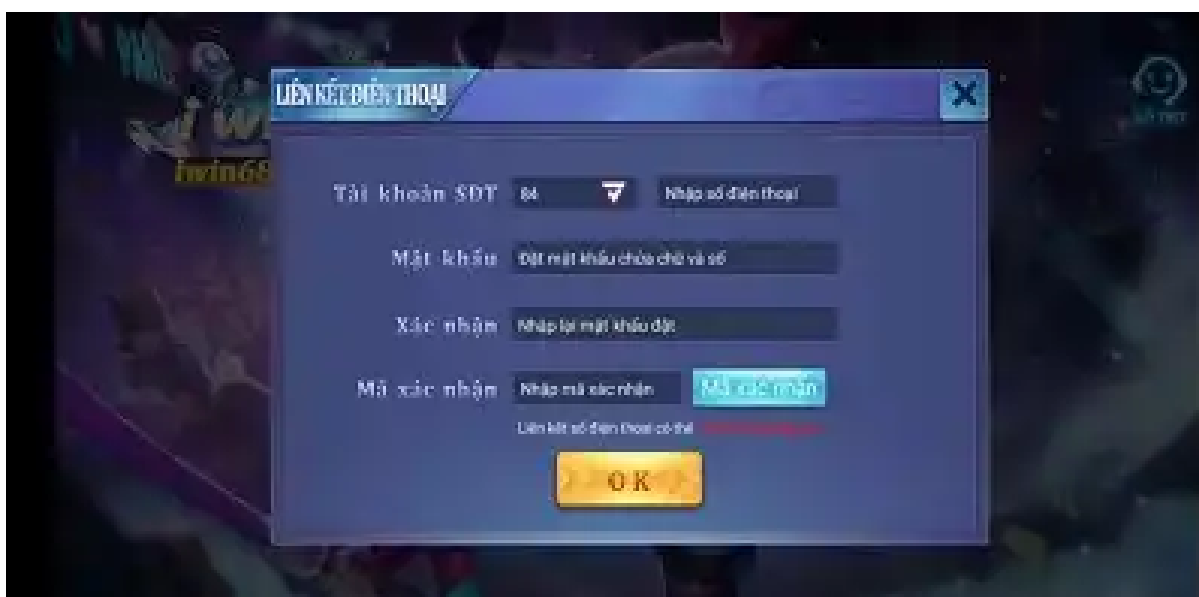 LIÊN KẾT ĐIỆN THOẠI
iwin68
Tài khoản SĐT 84 Nhập số điện thoại
Mật khẩu Đặt mật khẩu chứa chữ và số
Xác nhận Nhập lại mật khẩu đặt
Mã xác nhận Nhập mã xác nhận Mã xác nhận
Liên kết số điện thoại có thể
OK